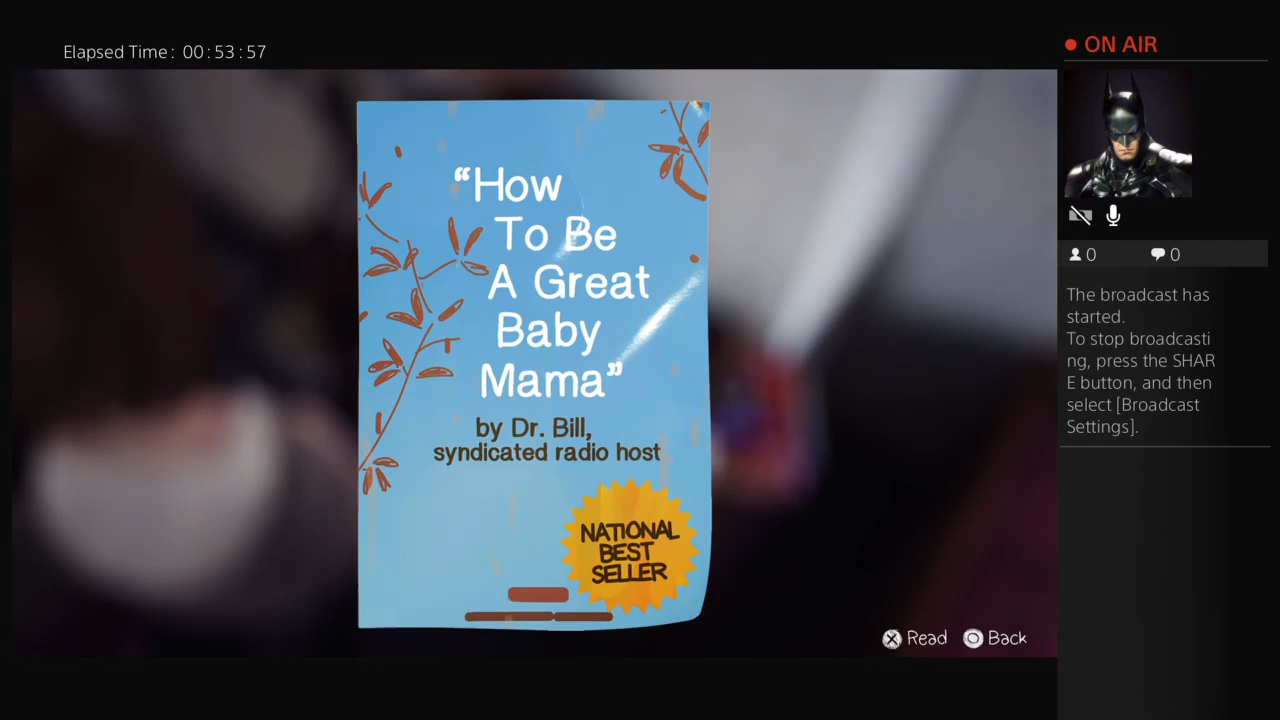 Elapsed Time: 00:53:57
ON AIR
“How
To Be
A Great
Baby
Mama”
by Dr. Bill,
syndicated radio host
NATIONAL
BEST
SELLER
Read Back
0 0
The broadcast has
started.
To stop broadcasti
ng, press the SHAR
E button, and then
select [Broadcast
Settings].